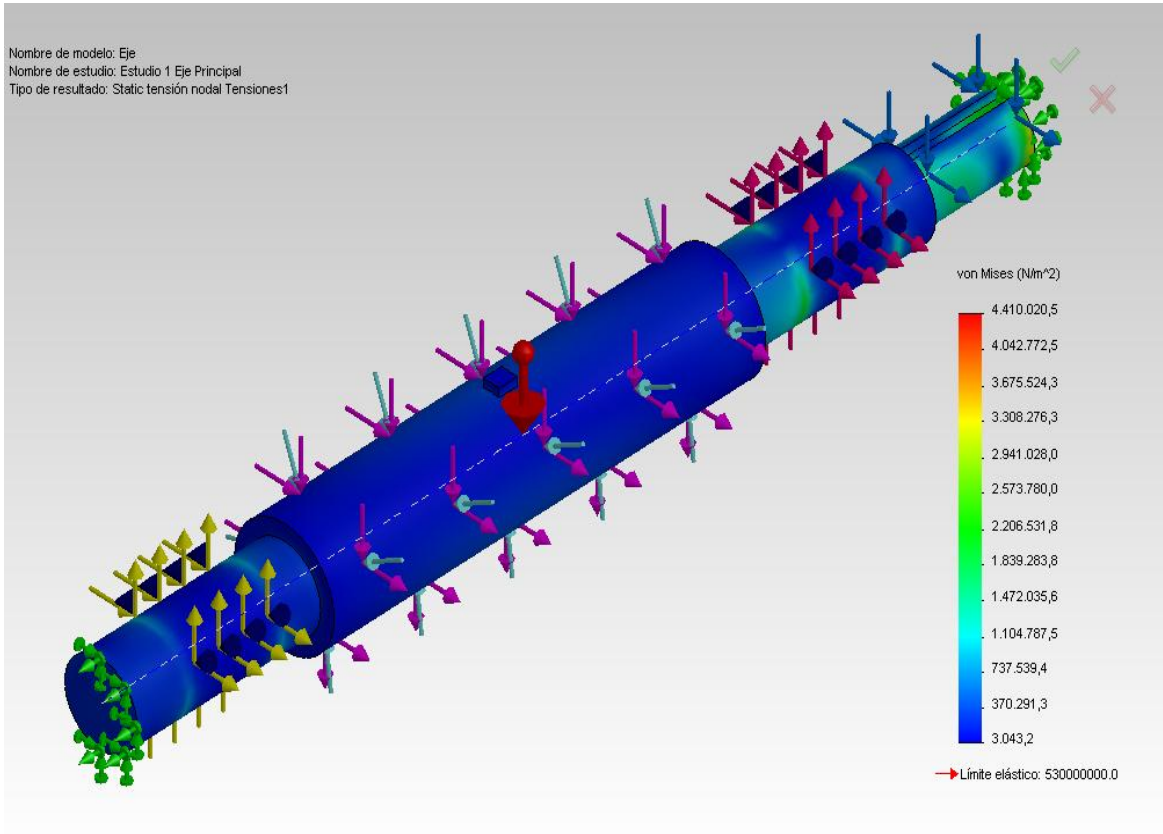 Nombre de modelo: Eje
Nombre de estudio: Estudio 1 Eje Principal
Tipo de resultado: Static tensión nodal Tensiones1
von Mises (N/m^2)
4.410.020,5
4.042.772,5
3.675.524,3
3.308.276,3
2.941.028,0
2.573.780,0
2.206.531,8
1.839.283,8
1.472.035,6
1.104.787,5
737.539,4
370.291,3
3.043,2
Límite elástico: 530000000.0